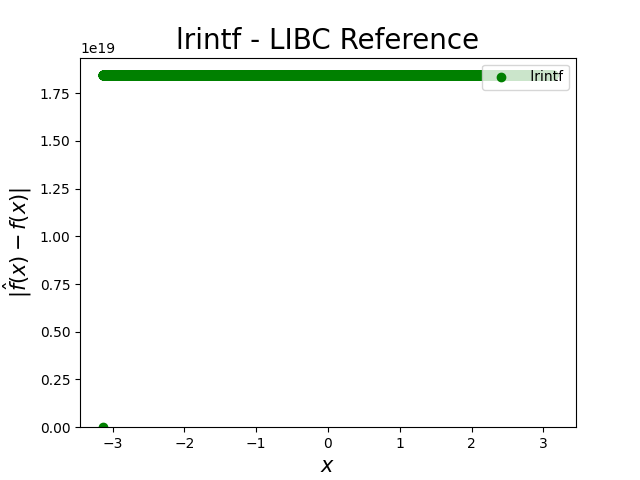 lrintf - LIBC Reference
1e19
lrintf
1.75
1.50
1.25
1.00
0.75
0.50
0.25
0.00
|f̂(x) − f(x)|
−3 −2 −1 0 1 2 3
x